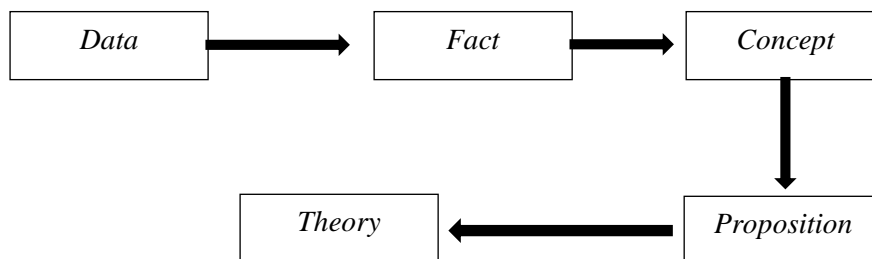 Data
Fact
Concept
Proposition
Theory